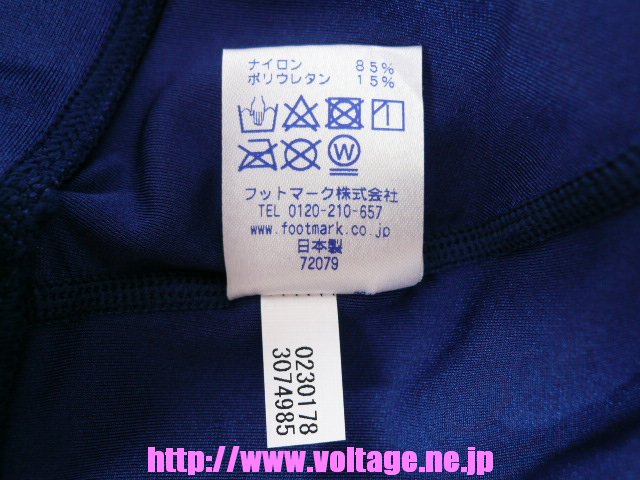 ナイロン 85%
ポリウレタン 15%
W
フットマーク株式会社
TEL 0120-210-657
www.footmark.co.jp
日本製
72079
0230178
3074985
http://www.voltage.ne.jp